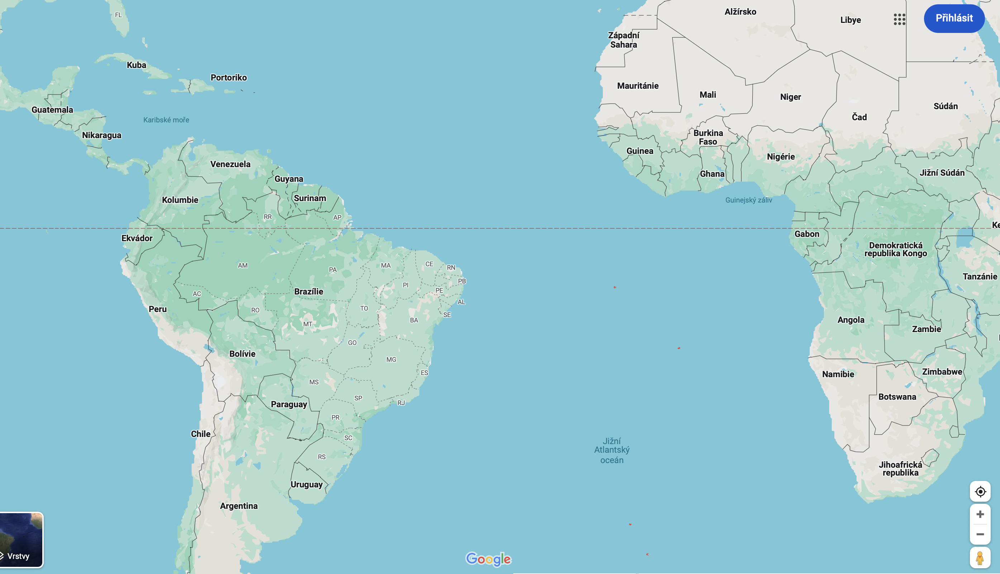 FL
Alžírsko
Libye
Přihlásit
Západní
Sahara
Kuba
Portoriko
Mauritánie
Mali
Niger
Súdán
Guatemala
Čad
Karibské moře
Nikaragua
Burkina
Faso
Guinea
Nigérie
Venezuela
Ghana
Jižní Súdán
Guyana
Kolumbie
Surinam
Guinejský záliv
RR
AP
Ke
Ekvádor
Gabon
Demokratická
republika Kongo
AM
PA
MA
CE
RN
Tanzánie
PB
PI
PE
AC
Brazílie
AL
Peru
RO
TO
SE
MT
BA
Angola
Zambie
GO
Bolívie
MG
ES
Namibie
Zimbabwe
MS
SP
Botswana
Paraguay
RJ
PR
Chile
SC
Jižní
Atlantský
oceán
RS
Jihoafrická
republika
Uruguay
Argentina
Vrstvy
Google